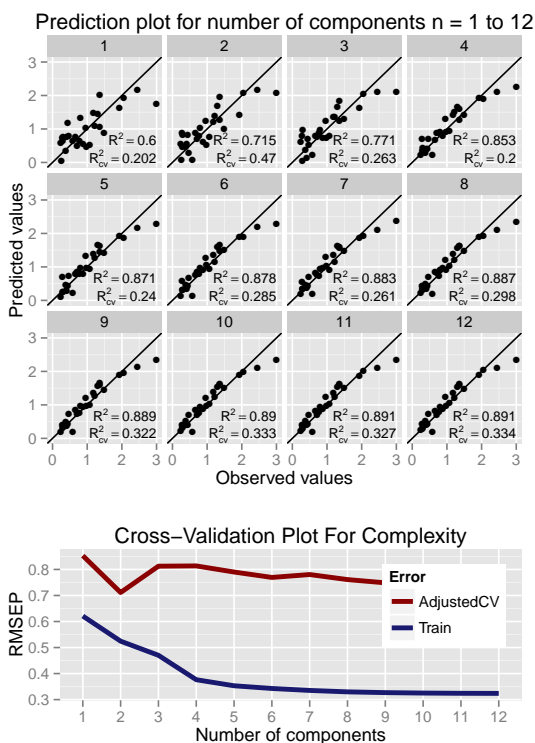 Prediction plot for number of components n = 1 to 12
1 2 3 4
3
2
1
0
R² = 0.6
R²cv = 0.202
R² = 0.715
R²cv = 0.47
R² = 0.771
R²cv = 0.263
R² = 0.853
R²cv = 0.2
5 6 7 8
3
2
1
0
R² = 0.871
R²cv = 0.24
R² = 0.878
R²cv = 0.285
R² = 0.883
R²cv = 0.261
R² = 0.887
R²cv = 0.298
9 10 11 12
3
2
1
0
R² = 0.889
R²cv = 0.322
R² = 0.89
R²cv = 0.333
R² = 0.891
R²cv = 0.327
R² = 0.891
R²cv = 0.334
0 1 2 3 0 1 2 3 0 1 2 3 0 1 2 3
Predicted values
Observed values
Cross−Validation Plot For Complexity
0.8
0.7
0.6
0.5
0.4
0.3
RMSEP
Error
AdjustedCV
Train
1 2 3 4 5 6 7 8 9 10 11 12
Number of components